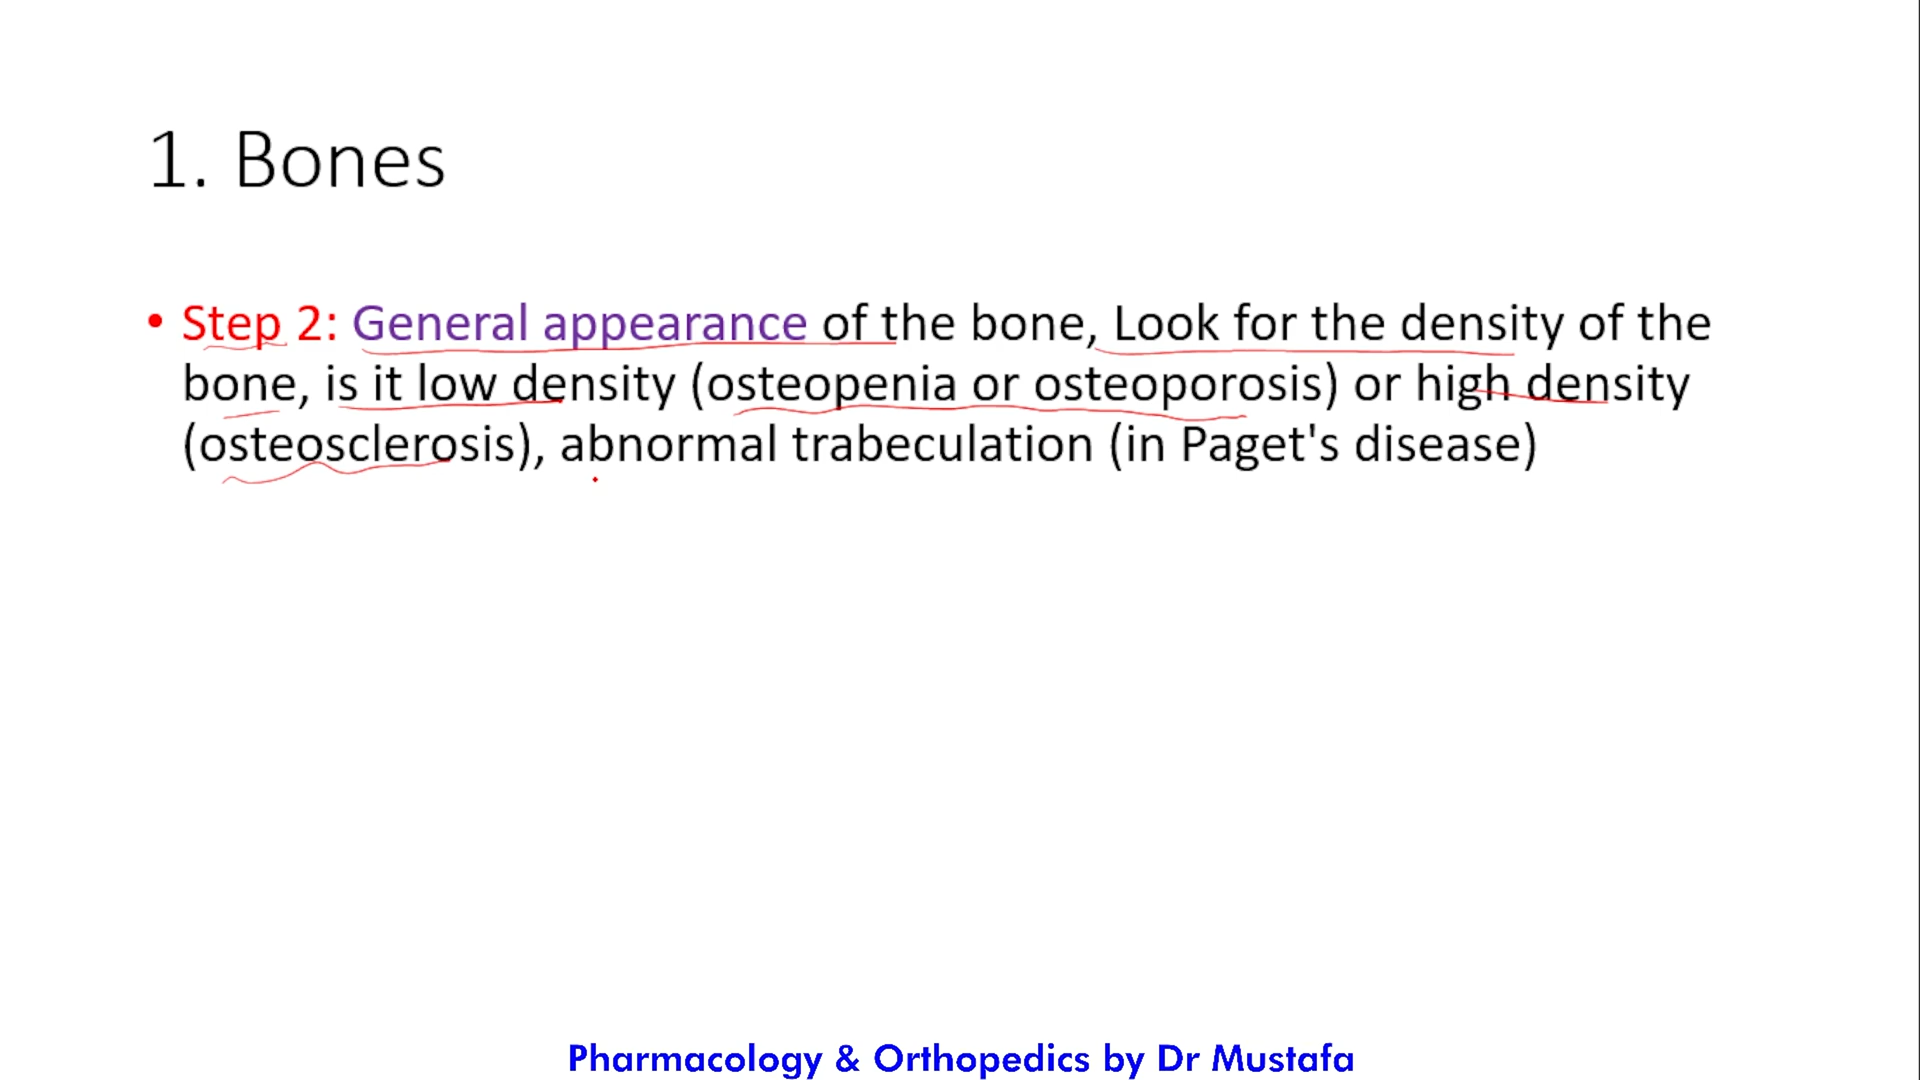 1. Bones
• Step 2: General appearance of the bone, Look for the density of the
bone, is it low density (osteopenia or osteoporosis) or high density
(osteosclerosis), abnormal trabeculation (in Paget's disease)
Pharmacology & Orthopedics by Dr Mustafa